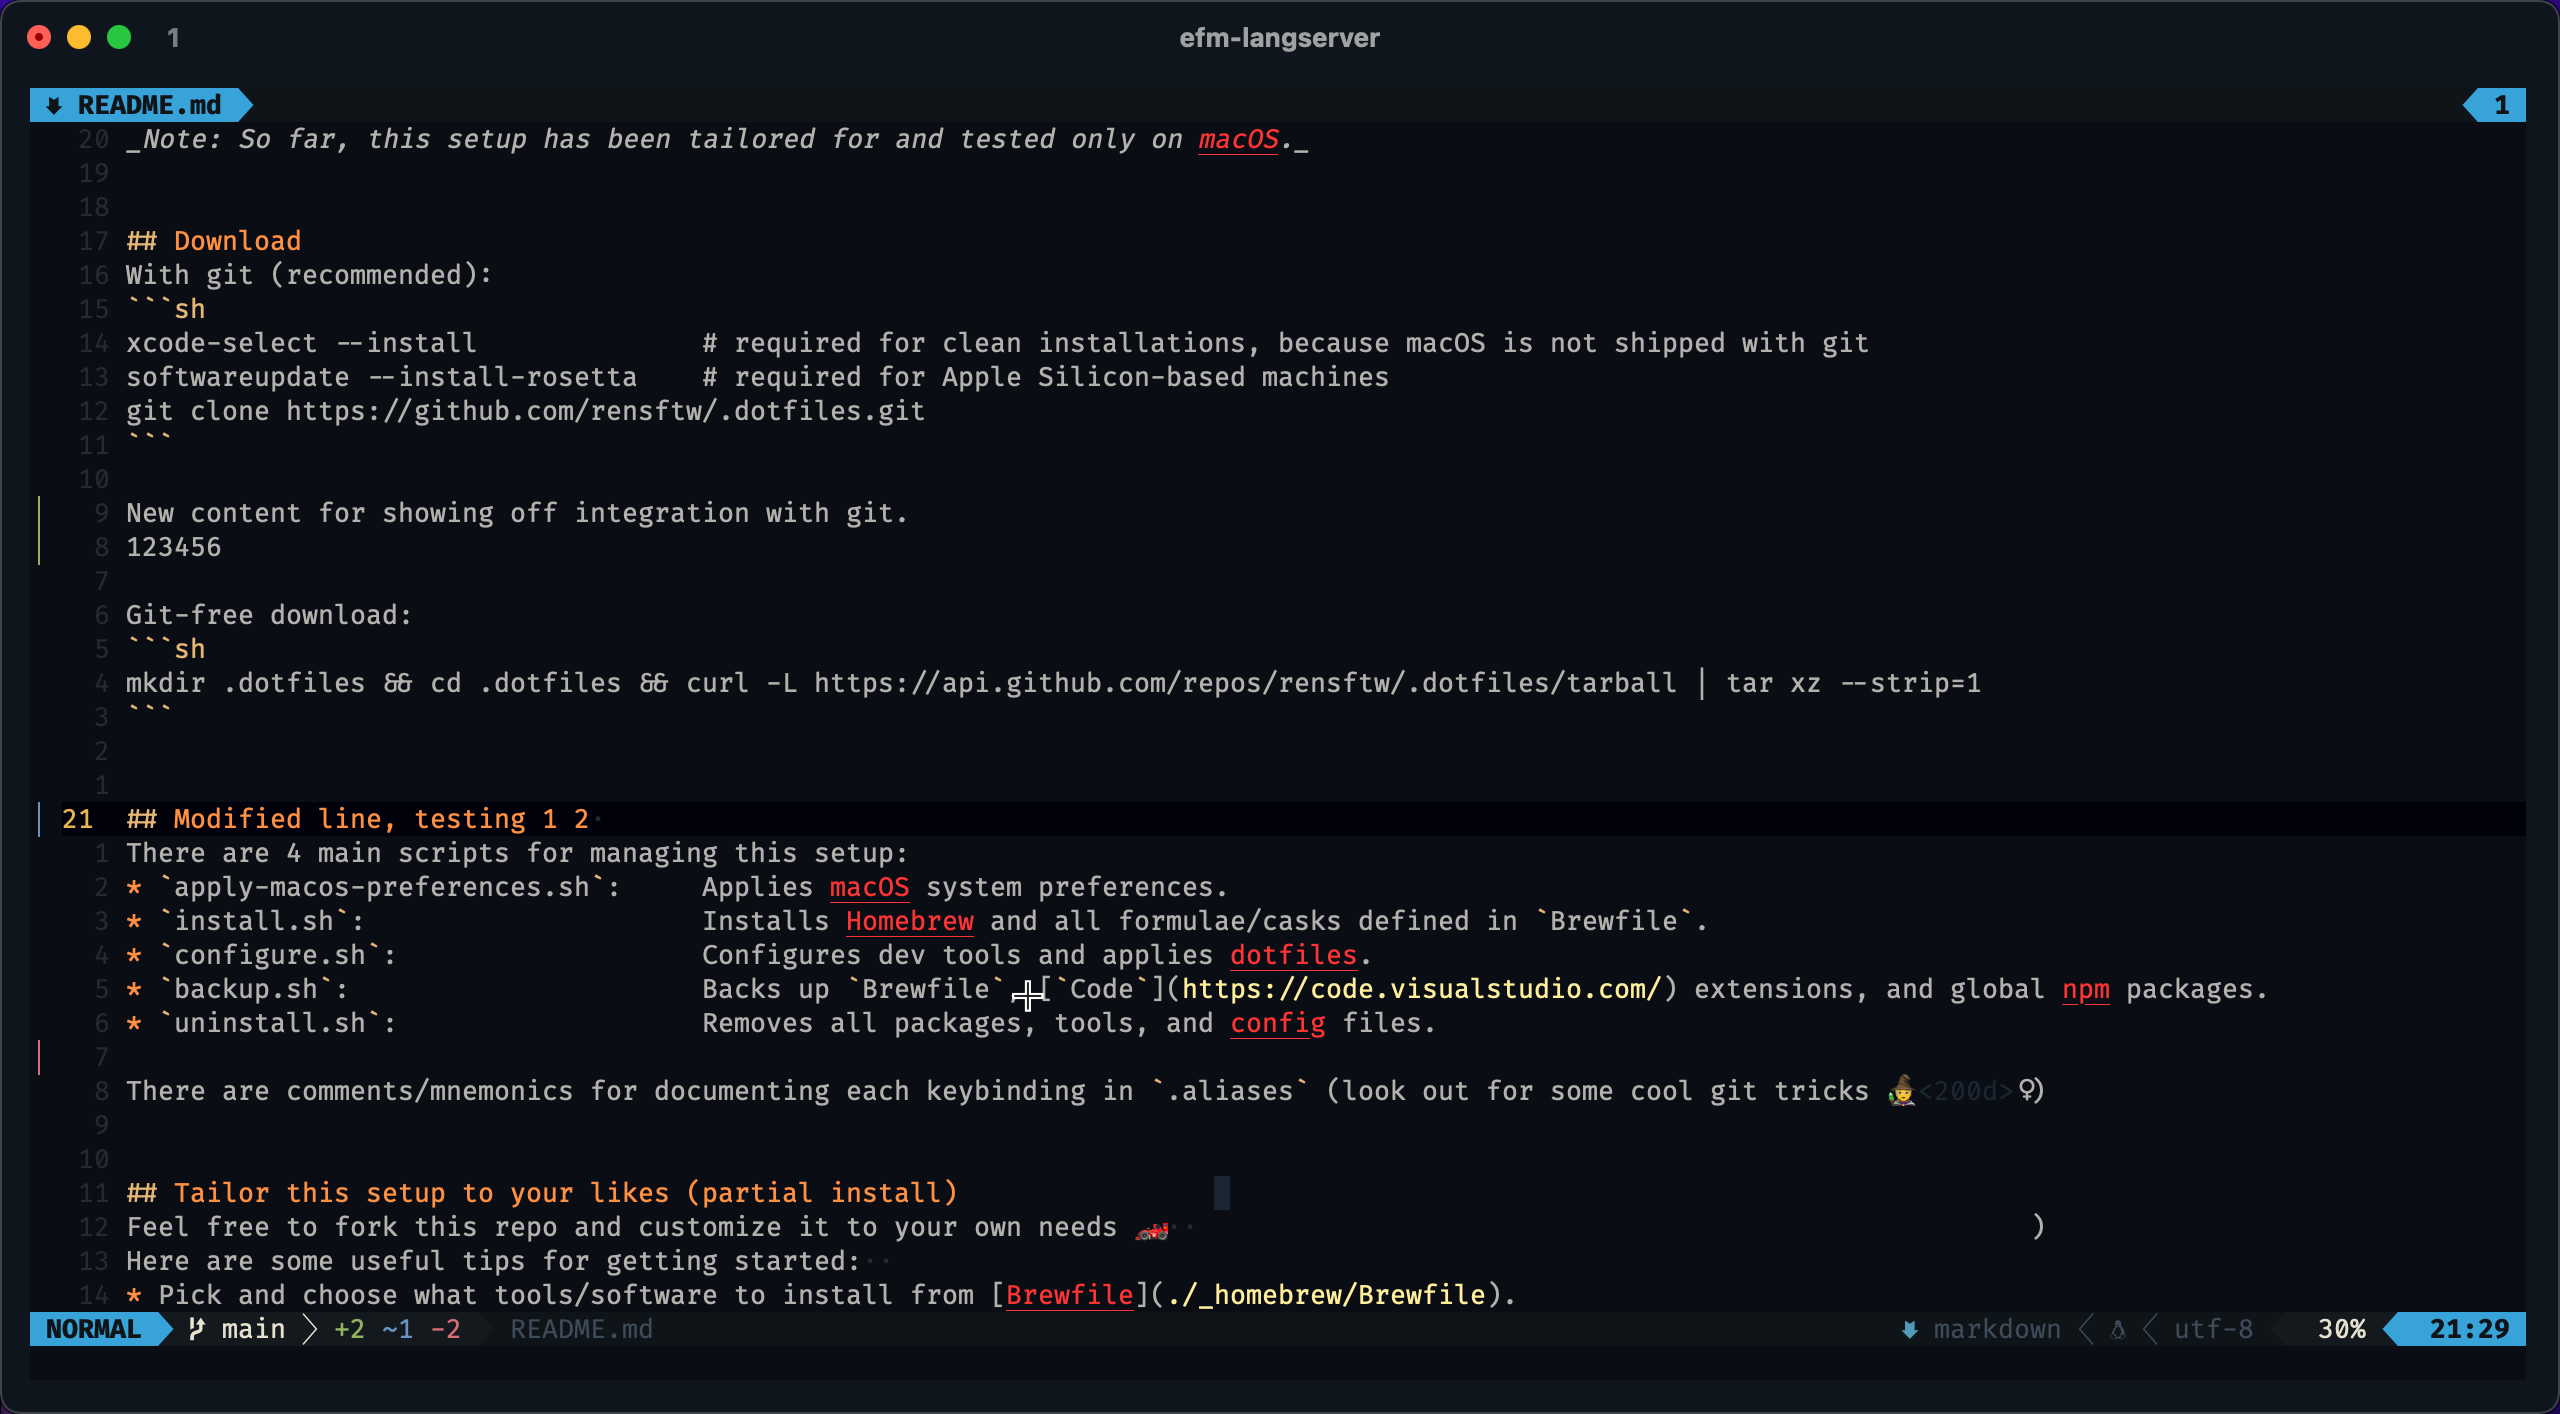 1
efm-langserver
README.md
1
20 _Note: So far, this setup has been tailored for and tested only on macOS._
19
18
17 ## Download
16 With git (recommended):
15 ```sh
14 xcode-select --install # required for clean installations, because macOS is not shipped with git
13 softwareupdate --install-rosetta # required for Apple Silicon-based machines
12 git clone https://github.com/rensftw/.dotfiles.git
11 ```
10
9 New content for showing off integration with git.
8 123456
7
6 Git-free download:
5 ```sh
4 mkdir .dotfiles && cd .dotfiles && curl -L https://api.github.com/repos/rensftw/.dotfiles/tarball | tar xz --strip=1
3 ```
2
1
21 ## Modified line, testing 1 2·
1 There are 4 main scripts for managing this setup:
2 * `apply-macos-preferences.sh`: Applies macOS system preferences.
3 * `install.sh`: Installs Homebrew and all formulae/casks defined in `Brewfile`.
4 * `configure.sh`: Configures dev tools and applies dotfiles.
5 * `backup.sh`: Backs up `Brewfile` [`Code`](https://code.visualstudio.com/) extensions, and global npm packages.
6 * `uninstall.sh`: Removes all packages, tools, and config files.
7
8 There are comments/mnemonics for documenting each keybinding in `.aliases` (look out for some cool git tricks 🧙<200d>♀)
9
10
11 ## Tailor this setup to your likes (partial install)
12 Feel free to fork this repo and customize it to your own needs 🏎·· )
13 Here are some useful tips for getting started:··
14 * Pick and choose what tools/software to install from [Brewfile](./_homebrew/Brewfile).
NORMAL main +2 ~1 -2 README.md markdown utf-8 30% 21:29